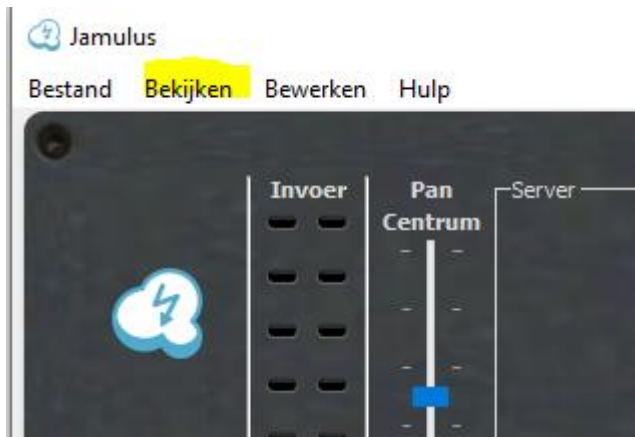 Jamulus
Bestand Bekijken Bewerken Hulp
Invoer Pan Server
Centrum